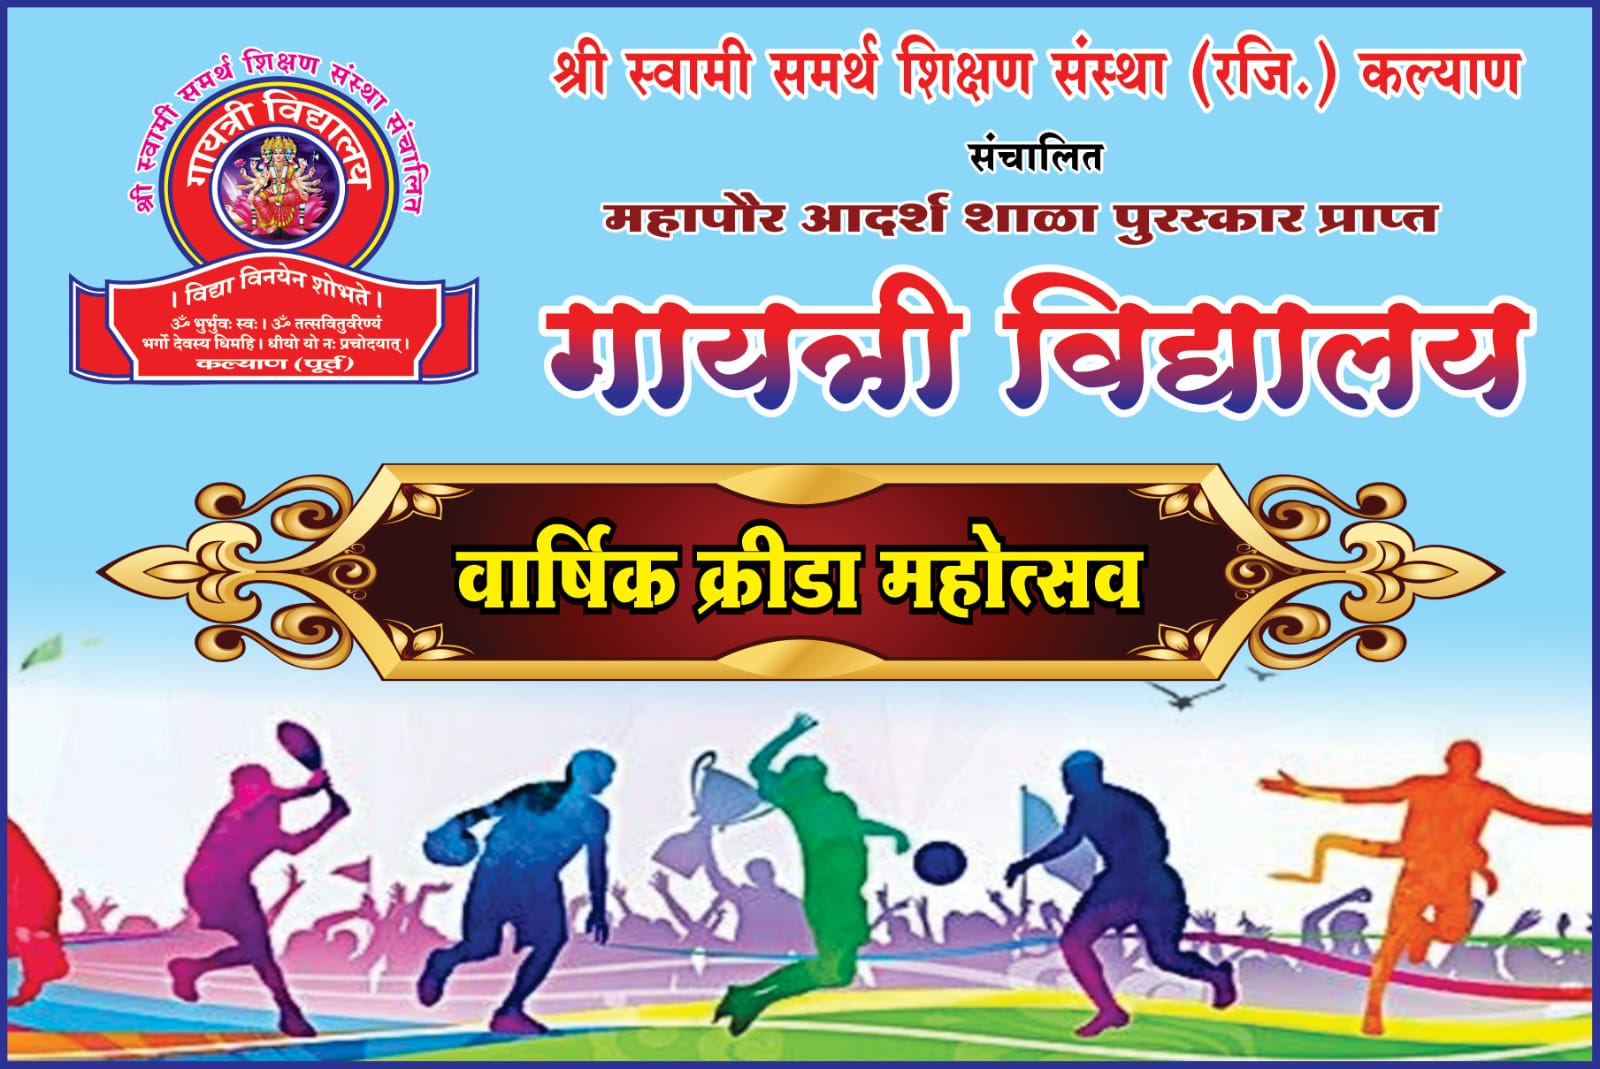 श्री स्वामी समर्थ शिक्षण संस्था संचालित
गायत्री विद्यालय
। विद्या विनयेन शोभते ।
ॐ भुर्भुवः स्वः । ॐ तत्सवितुर्वरेण्यं
भर्गो देवस्य धिमहि । धीयो यो नः प्रचोदयात् ।
कल्याण (पूर्व)
श्री स्वामी समर्थ शिक्षण संस्था (रजि.) कल्याण
संचालित
महापौर आदर्श शाळा पुरस्कार प्राप्त
गायत्री विद्यालय
वार्षिक क्रीडा महोत्सव